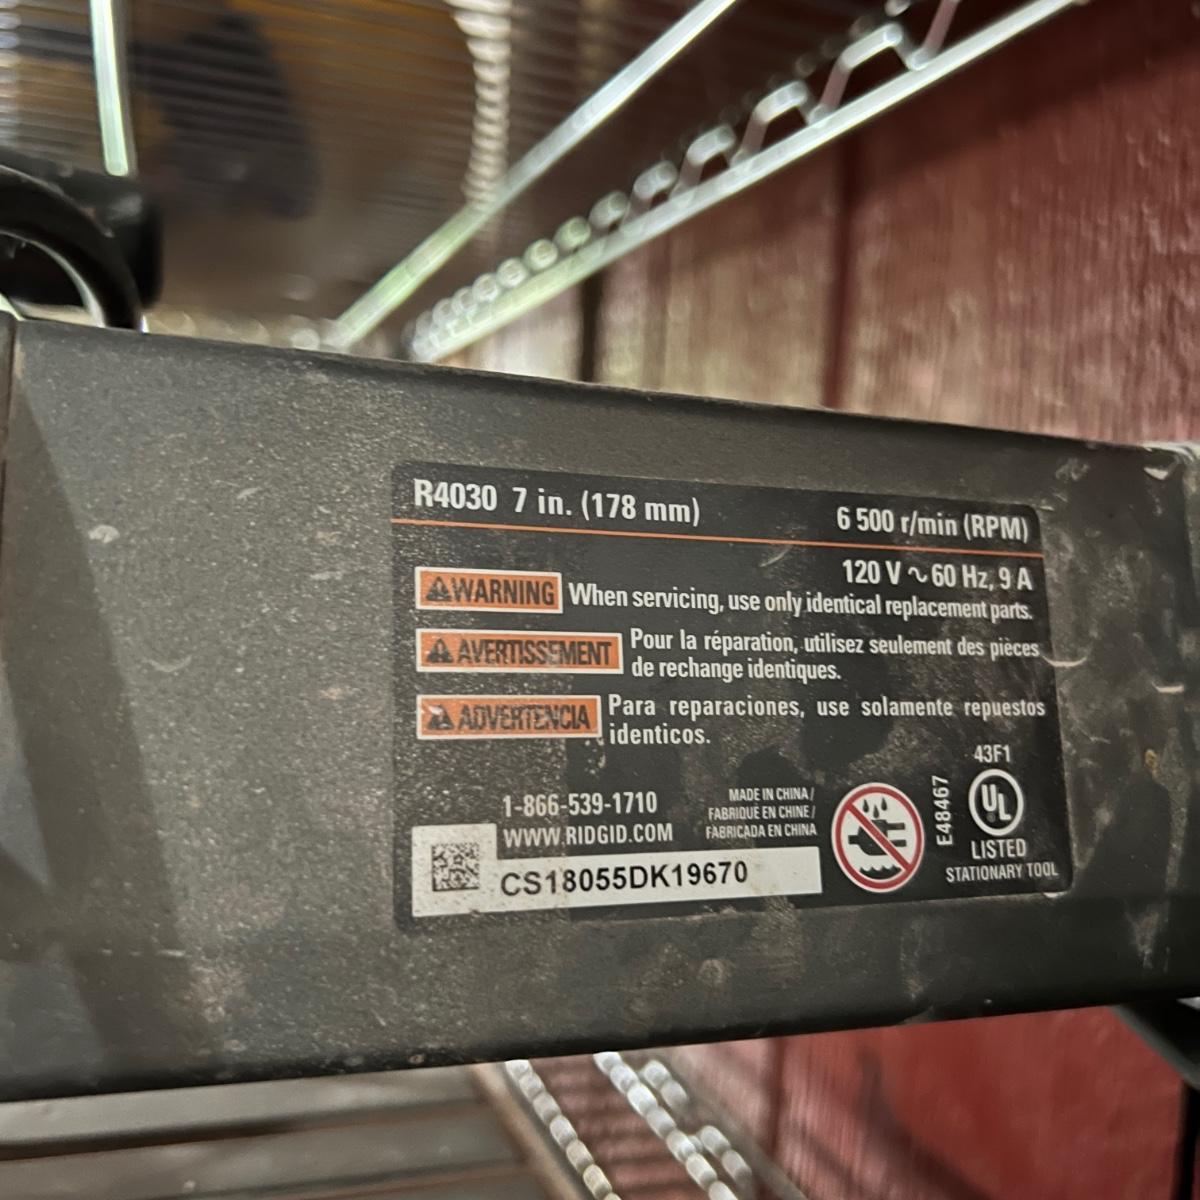 R4030 7 in. (178 mm)
6 500 r/min (RPM)
120 V ~ 60 Hz, 9 A
WARNING When servicing, use only identical replacement parts.
AVERTISSEMENT Pour la réparation, utilisez seulement des pièces
de rechange identiques.
ADVERTENCIA Para reparaciones, use solamente repuestos
identicos.
1-866-539-1710
WWW.RIDGID.COM
MADE IN CHINA/
FABRIQUÉ EN CHINE/
FABRICADA EN CHINA
CS18055DK19670
E48467
43F1
UL
LISTED
STATIONARY TOOL